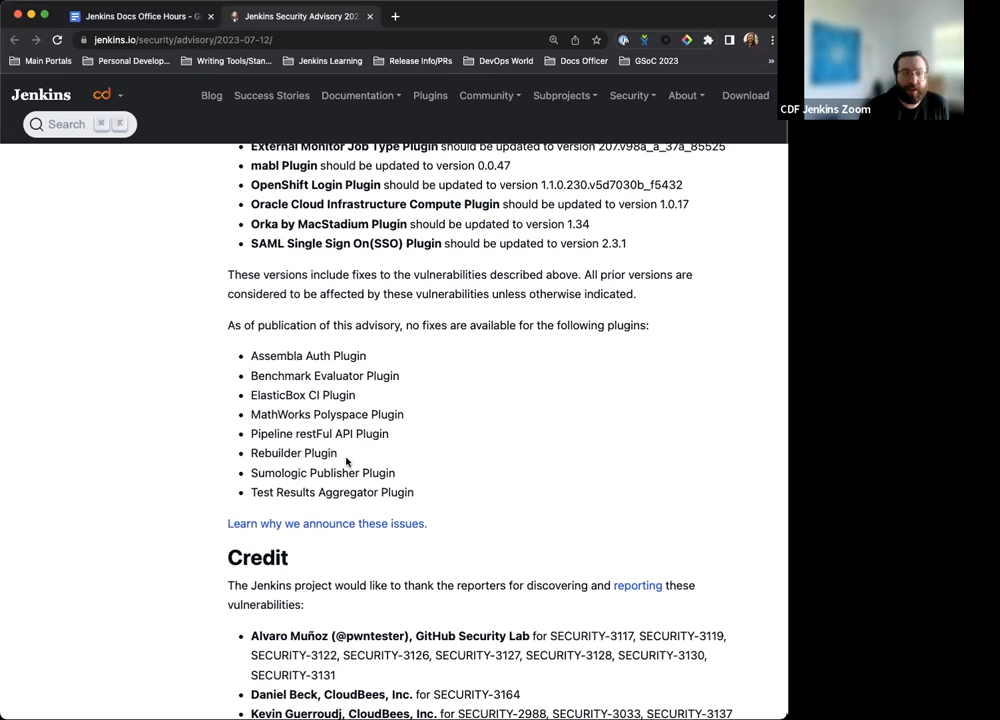 Jenkins Docs Office Hours - G
Jenkins Security Advisory 202
jenkins.io/security/advisory/2023-07-12/
Main Portals
Personal Develop...
Writing Tools/Stan...
Jenkins Learning
Release Info/PRs
DevOps World
Docs Officer
GSoC 2023
»
Jenkins
cd
Blog
Success Stories
Documentation
Plugins
Community
Subprojects
Security
About
Download
Search ⌘ K
CDF Jenkins Zoom
External Monitor Job Type Plugin should be updated to version 207.v98a_a_37a_85525
mabl Plugin should be updated to version 0.0.47
OpenShift Login Plugin should be updated to version 1.1.0.230.v5d7030b_f5432
Oracle Cloud Infrastructure Compute Plugin should be updated to version 1.0.17
Orka by MacStadium Plugin should be updated to version 1.34
SAML Single Sign On(SSO) Plugin should be updated to version 2.3.1
These versions include fixes to the vulnerabilities described above. All prior versions are
considered to be affected by these vulnerabilities unless otherwise indicated.
As of publication of this advisory, no fixes are available for the following plugins:
Assembla Auth Plugin
Benchmark Evaluator Plugin
ElasticBox CI Plugin
MathWorks Polyspace Plugin
Pipeline restFul API Plugin
Rebuilder Plugin
Sumologic Publisher Plugin
Test Results Aggregator Plugin
Learn why we announce these issues.
Credit
The Jenkins project would like to thank the reporters for discovering and reporting these
vulnerabilities:
Alvaro Muñoz (@pwntester), GitHub Security Lab for SECURITY-3117, SECURITY-3119,
SECURITY-3122, SECURITY-3126, SECURITY-3127, SECURITY-3128, SECURITY-3130,
SECURITY-3131
Daniel Beck, CloudBees, Inc. for SECURITY-3164
Kevin Guerroudj, CloudBees, Inc. for SECURITY-2988, SECURITY-3033, SECURITY-3137